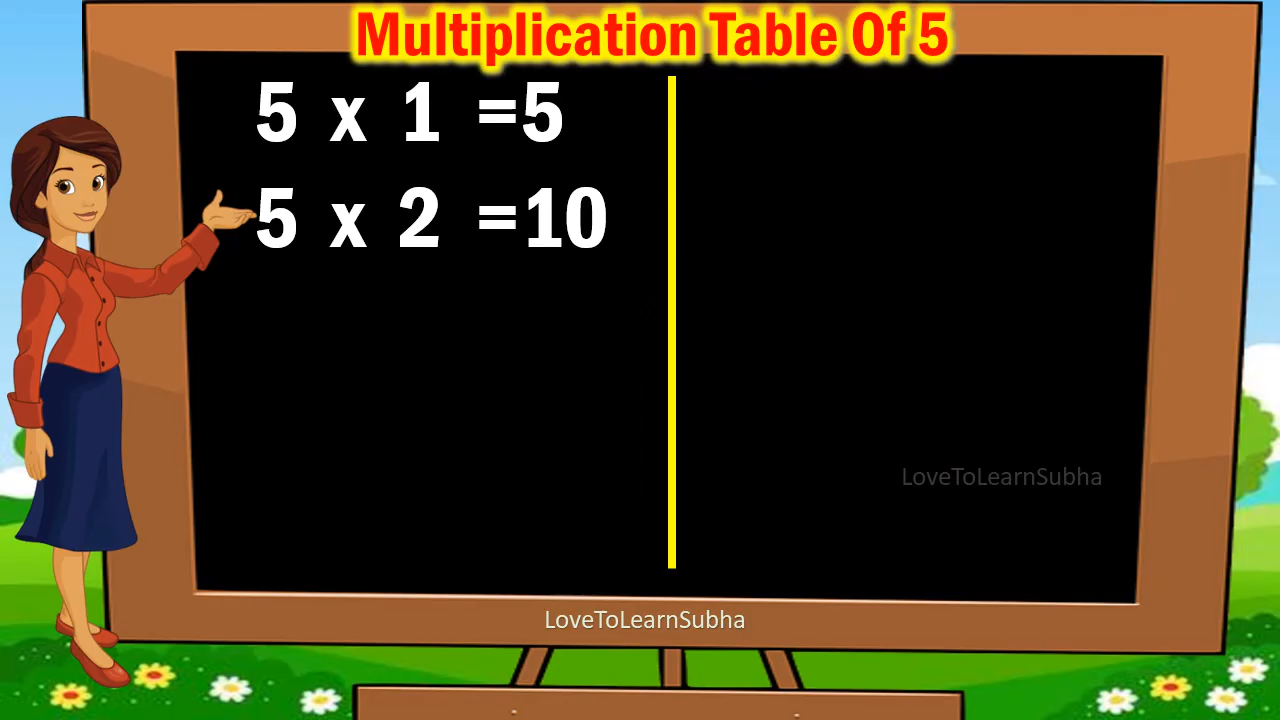 Multiplication Table Of 5
5 x 1 =5
5 x 2 =10
LoveToLearnSubha
LoveToLearnSubha